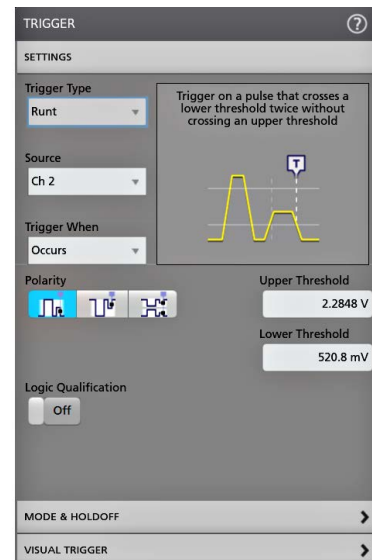 TRIGGER
?
SETTINGS
Trigger Type
Runt
Trigger on a pulse that crosses a
lower threshold twice without
crossing an upper threshold
T
Source
Ch 2
Trigger When
Occurs
Polarity
Upper Threshold
2.2848 V
Lower Threshold
520.8 mV
Logic Qualification
Off
MODE & HOLDOFF
VISUAL TRIGGER